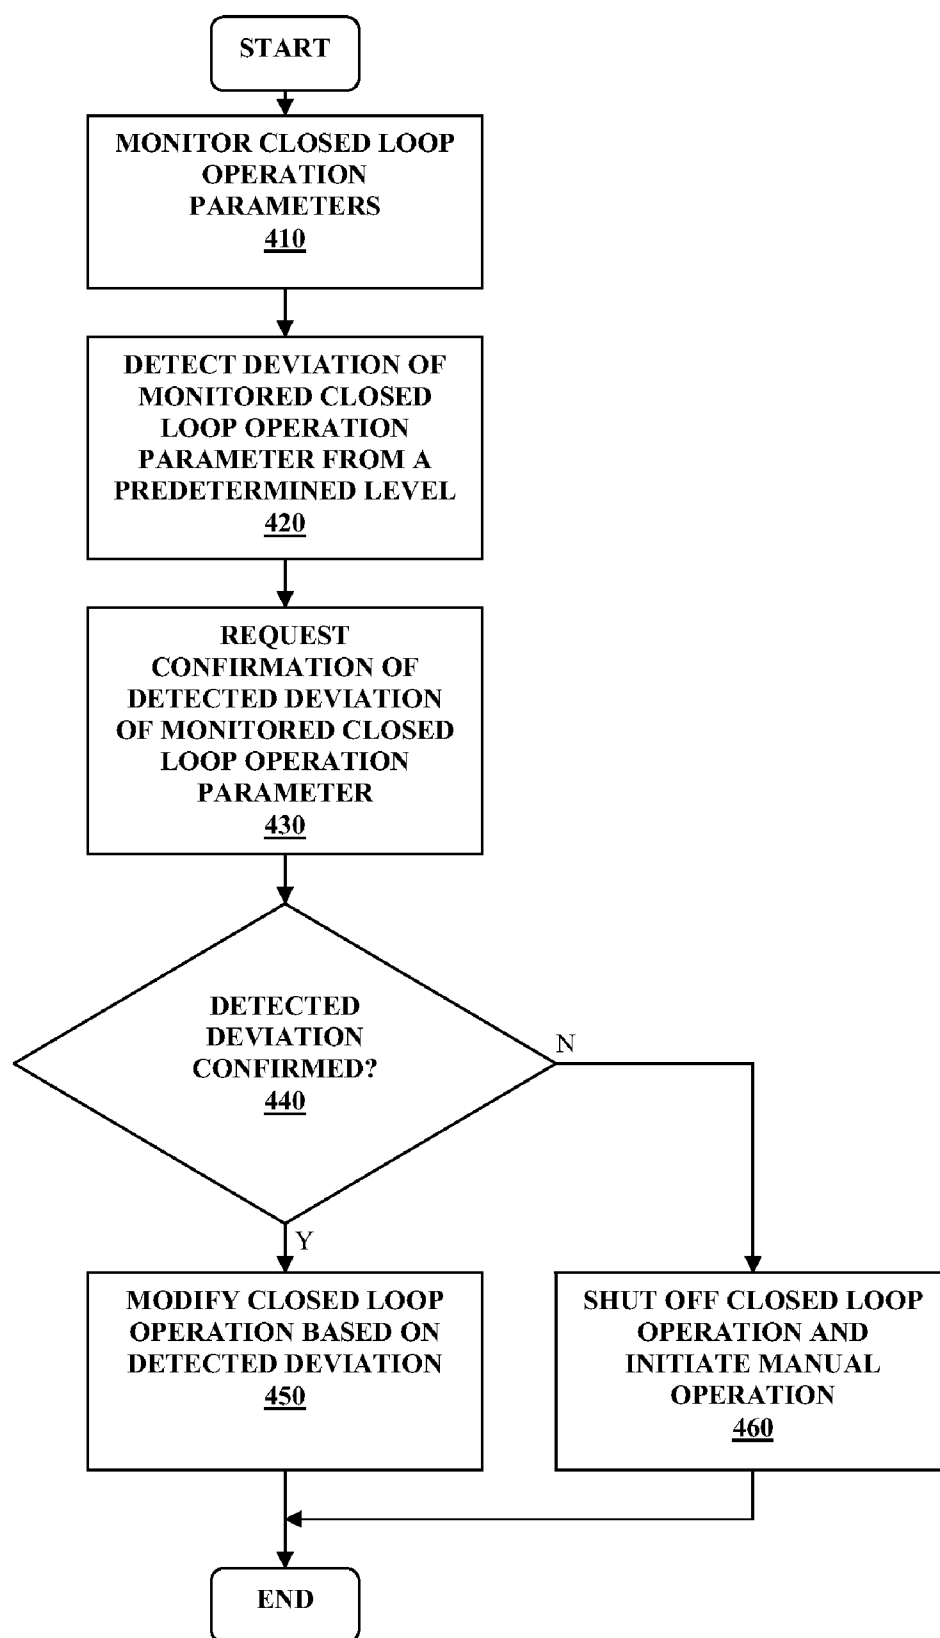 START
MONITOR CLOSED LOOP
OPERATION
PARAMETERS
410
DETECT DEVIATION OF
MONITORED CLOSED
LOOP OPERATION
PARAMETER FROM A
PREDETERMINED LEVEL
420
REQUEST
CONFIRMATION OF
DETECTED DEVIATION
OF MONITORED CLOSED
LOOP OPERATION
PARAMETER
430
DETECTED
DEVIATION
CONFIRMED?
440
N
Y
MODIFY CLOSED LOOP
OPERATION BASED ON
DETECTED DEVIATION
450
SHUT OFF CLOSED LOOP
OPERATION AND
INITIATE MANUAL
OPERATION
460
END